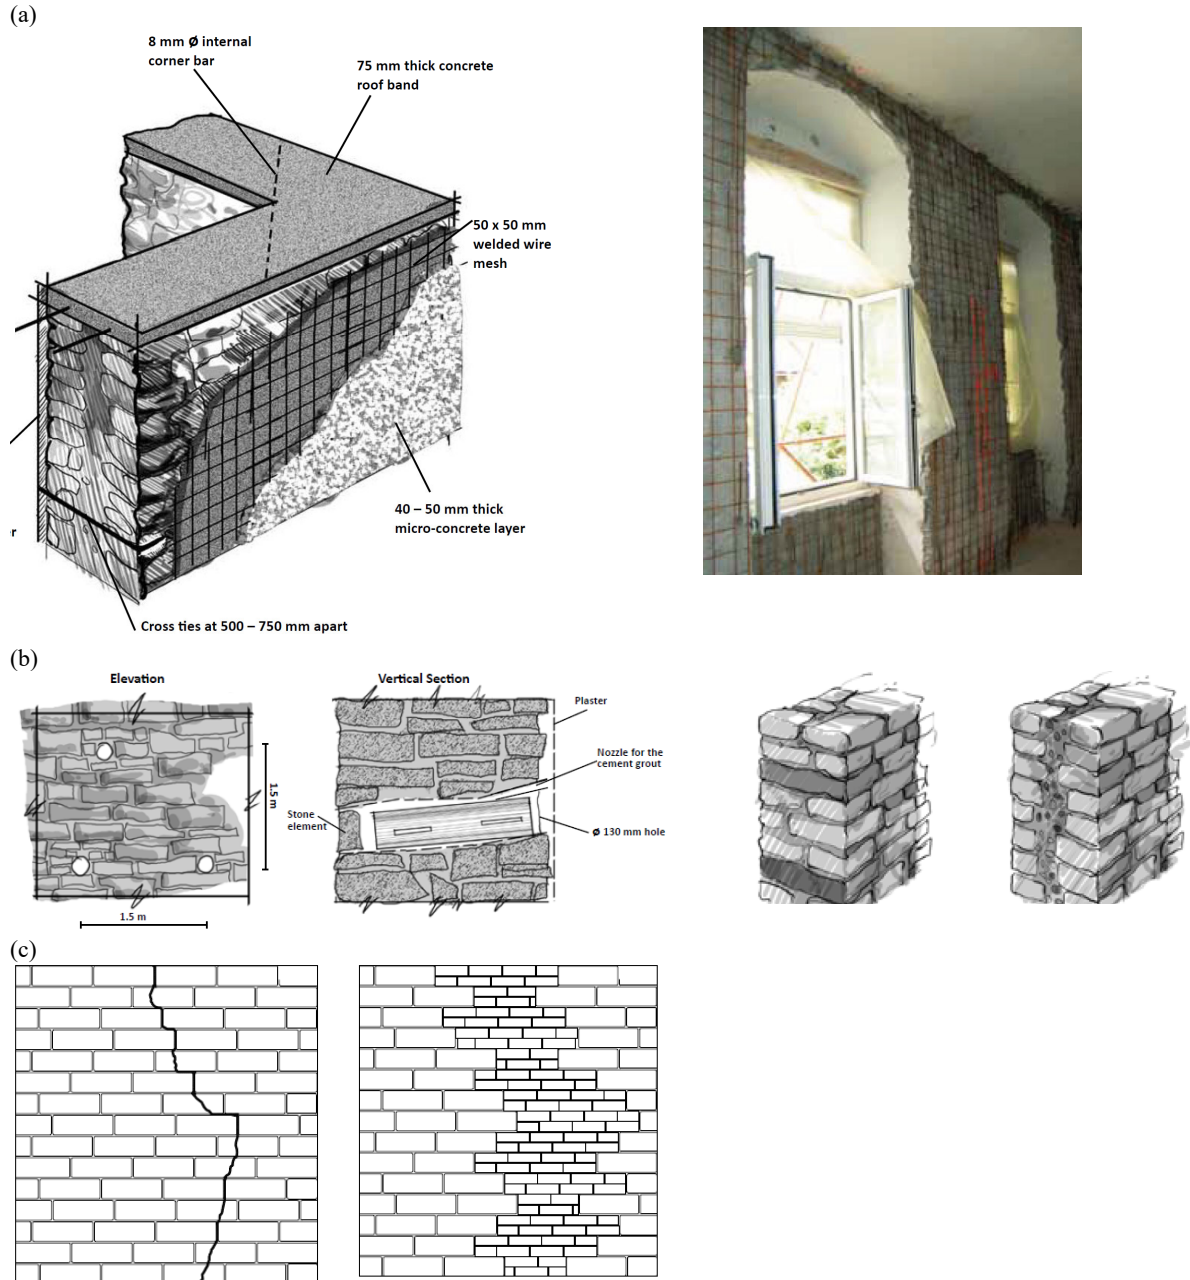 (a)
8 mm Ø internal
corner bar
75 mm thick concrete
roof band
50 x 50 mm
welded wire
mesh
40 – 50 mm thick
micro-concrete layer
r
Cross ties at 500 – 750 mm apart
(b)
Elevation
Vertical Section
Plaster
Nozzle for the
cement grout
1.5 m
Stone
element
Ø 130 mm hole
1.5 m
(c)